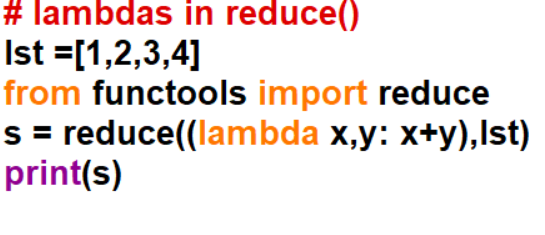 # lambdas in reduce()
lst =[1,2,3,4]
from functools import reduce
s = reduce((lambda x,y: x+y),lst)
print(s)